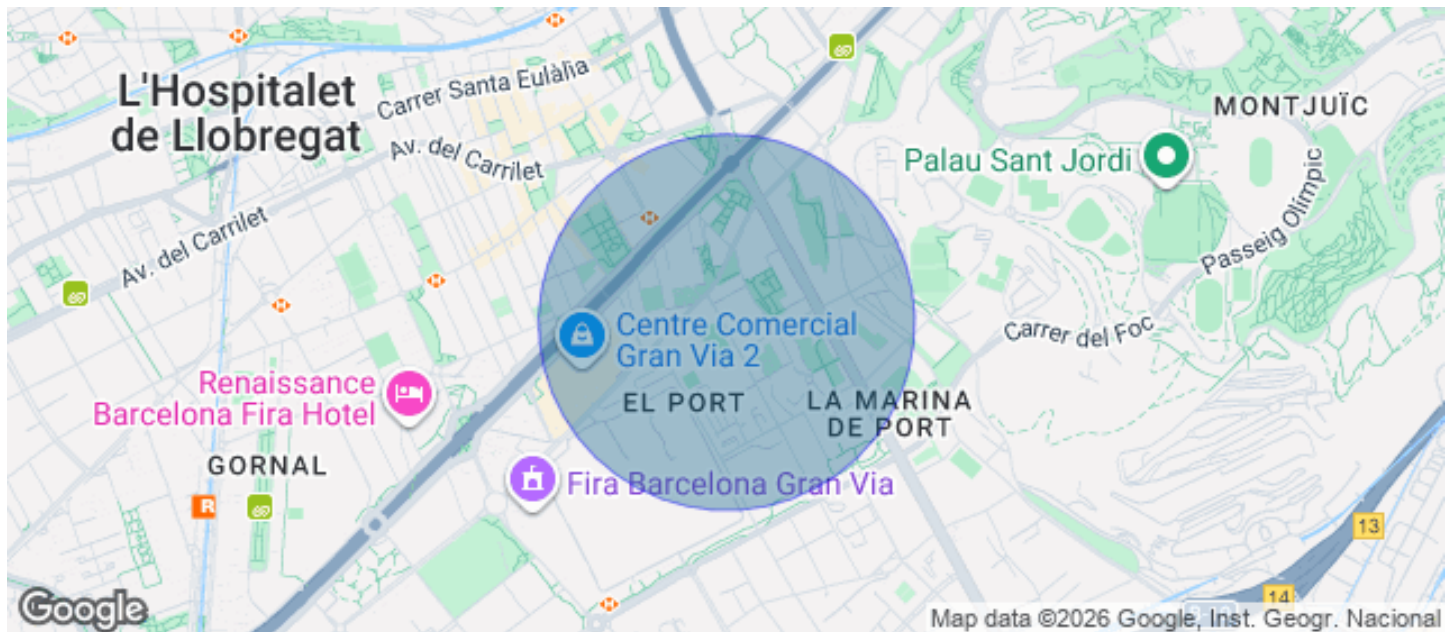 L'Hospitalet
de Llobregat
Carrer Santa Eulàlia
Av. del Carrilet
Av. del Carrilet
MONTJUÏC
Palau Sant Jordi
Passeig Olímpic
Carrer del Foc
Centre Comercial
Gran Via 2
Renaissance
Barcelona Fira Hotel
EL PORT
LA MARINA
DE PORT
GORNAL
R
Fira Barcelona Gran Via
13
14
Google
Map data ©2026 Google, Inst. Geogr. Nacional